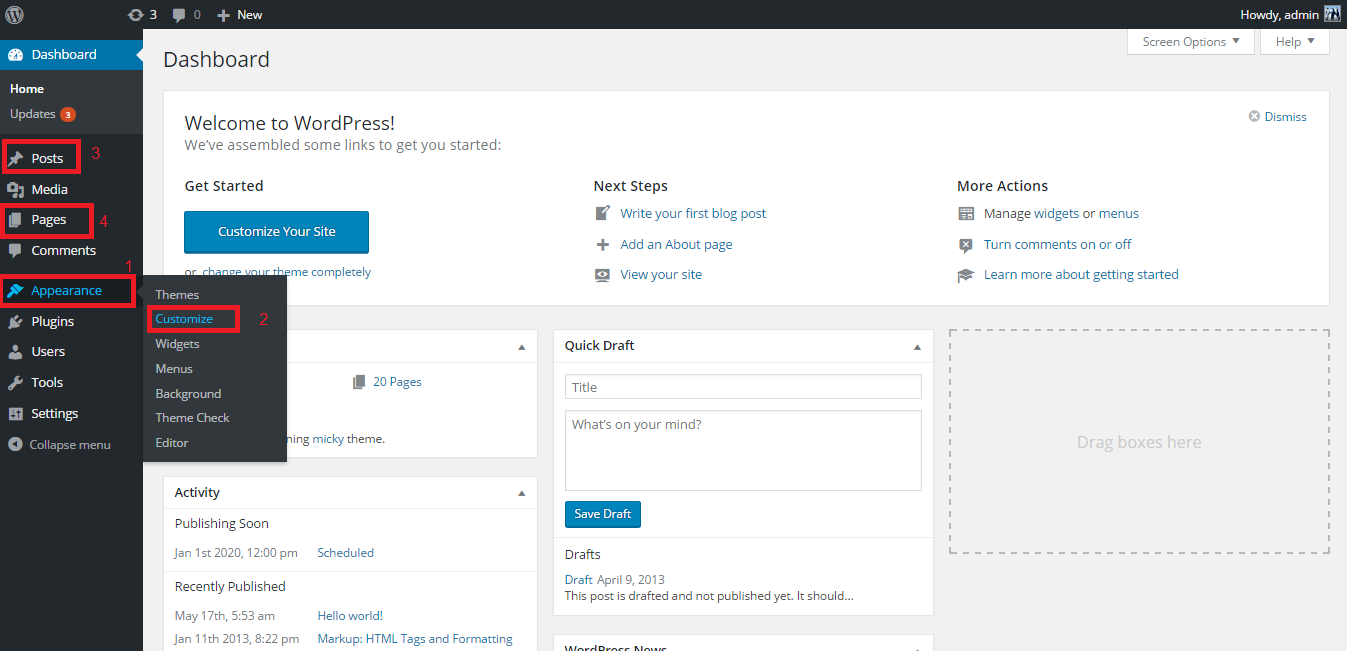 3 0 New
Howdy, admin
Dashboard
Home
Updates 3
Posts 3
Media
Pages 4
Comments
1
Appearance
Plugins
Users
Tools
Settings
Collapse menu
Themes
Customize 2
Widgets
Menus
Background
Theme Check
Editor
Screen Options Help
Dashboard
Welcome to WordPress!
We've assembled some links to get you started:
Dismiss
Get Started
Customize Your Site
or change your theme completely
Next Steps
Write your first blog post
Add an About page
View your site
More Actions
Manage widgets or menus
Turn comments on or off
Learn more about getting started
20 Pages
micky theme.
Activity
Publishing Soon
Jan 1st 2020, 12:00 pm Scheduled
Recently Published
May 17th, 5:53 am Hello world!
Jan 11th 2013, 8:22 pm Markup: HTML Tags and Formatting
Quick Draft
Title
What's on your mind?
Save Draft
Drafts
Draft April 9, 2013
This post is drafted and not published yet. It should…
WordPress News
Drag boxes here